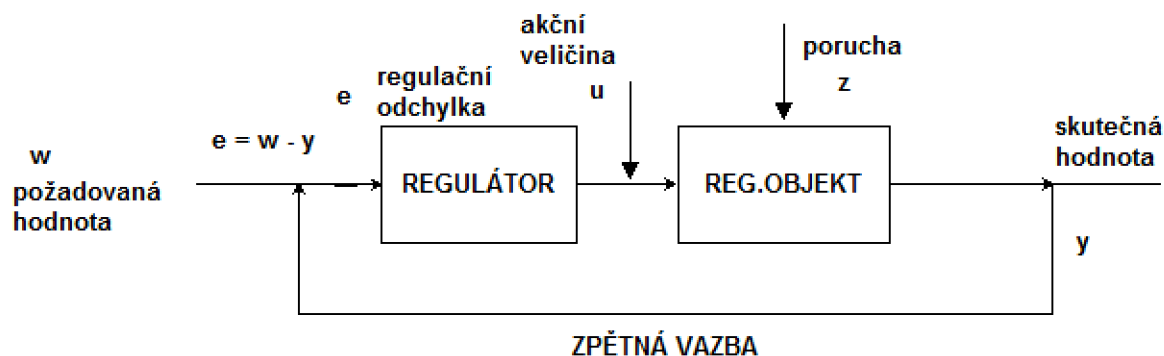 akční
veličina
u
porucha
z
regulační
odchylka
e
e = w - y
w
požadovaná
hodnota
REGULÁTOR
REG.OBJEKT
skutečná
hodnota
y
ZPĚTNÁ VAZBA